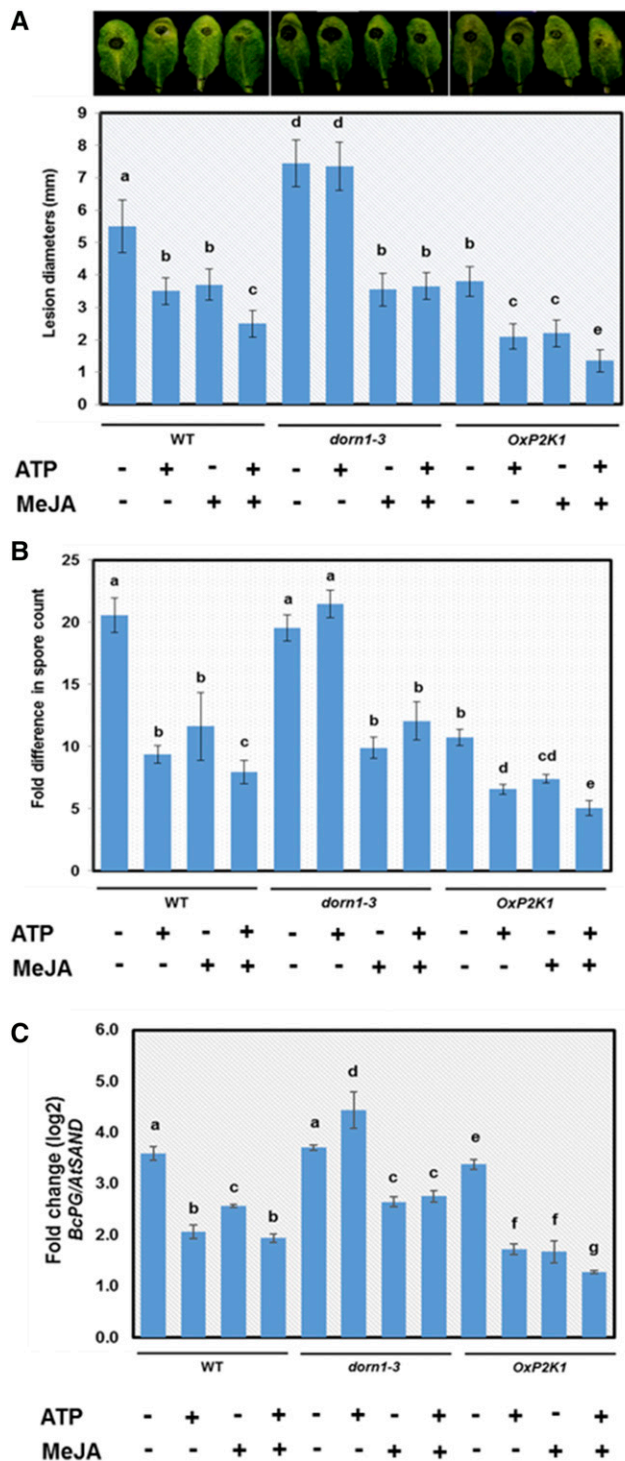 A
9
8
7
6
5
4
3
2
1
0
Lesion diameters (mm)
a b b c d d b b b c c e
WT dorn1-3 OxP2K1
ATP - + - + - + - + - + - +
MeJA - - + + - - + + - - + +
B
25
20
15
10
5
0
Fold difference in spore count
a b b c a a b b b d cd e
WT dorn1-3 OxP2K1
ATP - + - + - + - + - + - +
MeJA - - + + - - + + - - + +
C
6.0
5.0
4.0
3.0
2.0
1.0
0.0
Fold change (log2)
BcPG/AtSAND
a b c b a d c c e f f g
WT dorn1-3 OxP2K1
ATP - + - + - + - + - + - +
MeJA - - + + - - + + - - + +